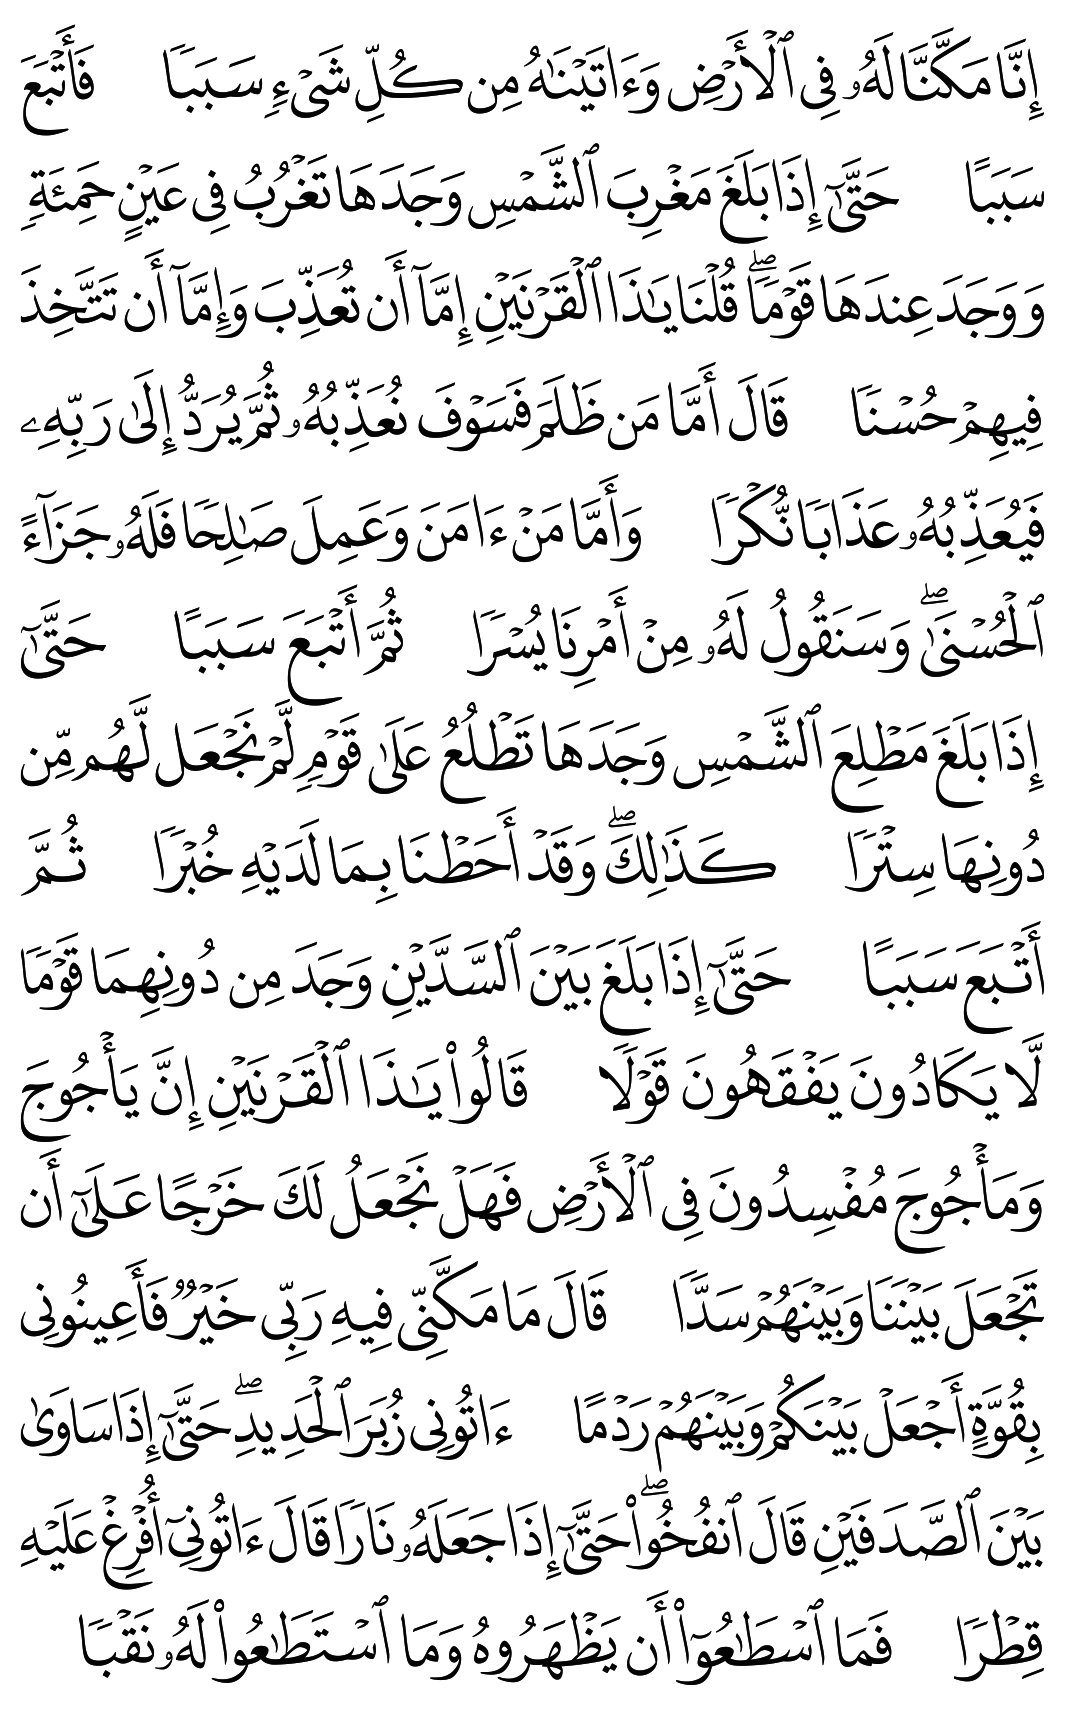 إِنَّا مَكَّنَّا لَهُۥ فِى ٱلْأَرْضِ وَءَاتَيْنَـٰهُ مِن كُلِّ شَىْءٍ سَبَبًا فَأَتْبَعَ
سَبَبًا حَتَّىٰٓ إِذَا بَلَغَ مَغْرِبَ ٱلشَّمْسِ وَجَدَهَا تَغْرُبُ فِى عَيْنٍ حَمِئَةٍ
وَوَجَدَ عِندَهَا قَوْمًا ۖ قُلْنَا يَـٰذَا ٱلْقَرْنَيْنِ إِمَّآ أَن تُعَذِّبَ وَإِمَّآ أَن تَتَّخِذَ
فِيهِمْ حُسْنًا قَالَ أَمَّا مَن ظَلَمَ فَسَوْفَ نُعَذِّبُهُۥ ثُمَّ يُرَدُّ إِلَىٰ رَبِّهِۦ
فَيُعَذِّبُهُۥ عَذَابًا نُّكْرًا وَأَمَّا مَنْ ءَامَنَ وَعَمِلَ صَـٰلِحًا فَلَهُۥ جَزَآءً
ٱلْحُسْنَىٰ ۖ وَسَنَقُولُ لَهُۥ مِنْ أَمْرِنَا يُسْرًا ثُمَّ أَتْبَعَ سَبَبًا حَتَّىٰٓ
إِذَا بَلَغَ مَطْلِعَ ٱلشَّمْسِ وَجَدَهَا تَطْلُعُ عَلَىٰ قَوْمٍ لَّمْ نَجْعَل لَّهُم مِّن
دُونِهَا سِتْرًا كَذَٰلِكَ ۖ وَقَدْ أَحَطْنَا بِمَا لَدَيْهِ خُبْرًا ثُمَّ
أَتْبَعَ سَبَبًا حَتَّىٰٓ إِذَا بَلَغَ بَيْنَ ٱلسَّدَّيْنِ وَجَدَ مِن دُونِهِمَا قَوْمًا
لَّا يَكَادُونَ يَفْقَهُونَ قَوْلًا قَالُوا۟ يَـٰذَا ٱلْقَرْنَيْنِ إِنَّ يَأْجُوجَ
وَمَأْجُوجَ مُفْسِدُونَ فِى ٱلْأَرْضِ فَهَلْ نَجْعَلُ لَكَ خَرْجًا عَلَىٰٓ أَن
تَجْعَلَ بَيْنَنَا وَبَيْنَهُمْ سَدًّا قَالَ مَا مَكَّنِّى فِيهِ رَبِّى خَيْرٌ فَأَعِينُونِى
بِقُوَّةٍ أَجْعَلْ بَيْنَكُمْ وَبَيْنَهُمْ رَدْمًا ءَاتُونِى زُبَرَ ٱلْحَدِيدِ ۖ حَتَّىٰٓ إِذَا سَاوَىٰ
بَيْنَ ٱلصَّدَفَيْنِ قَالَ ٱنفُخُوا۟ ۖ حَتَّىٰٓ إِذَا جَعَلَهُۥ نَارًا قَالَ ءَاتُونِىٓ أُفْرِغْ عَلَيْهِ
قِطْرًا فَمَا ٱسْطَـٰعُوٓا۟ أَن يَظْهَرُوهُ وَمَا ٱسْتَطَـٰعُوا۟ لَهُۥ نَقْبًا